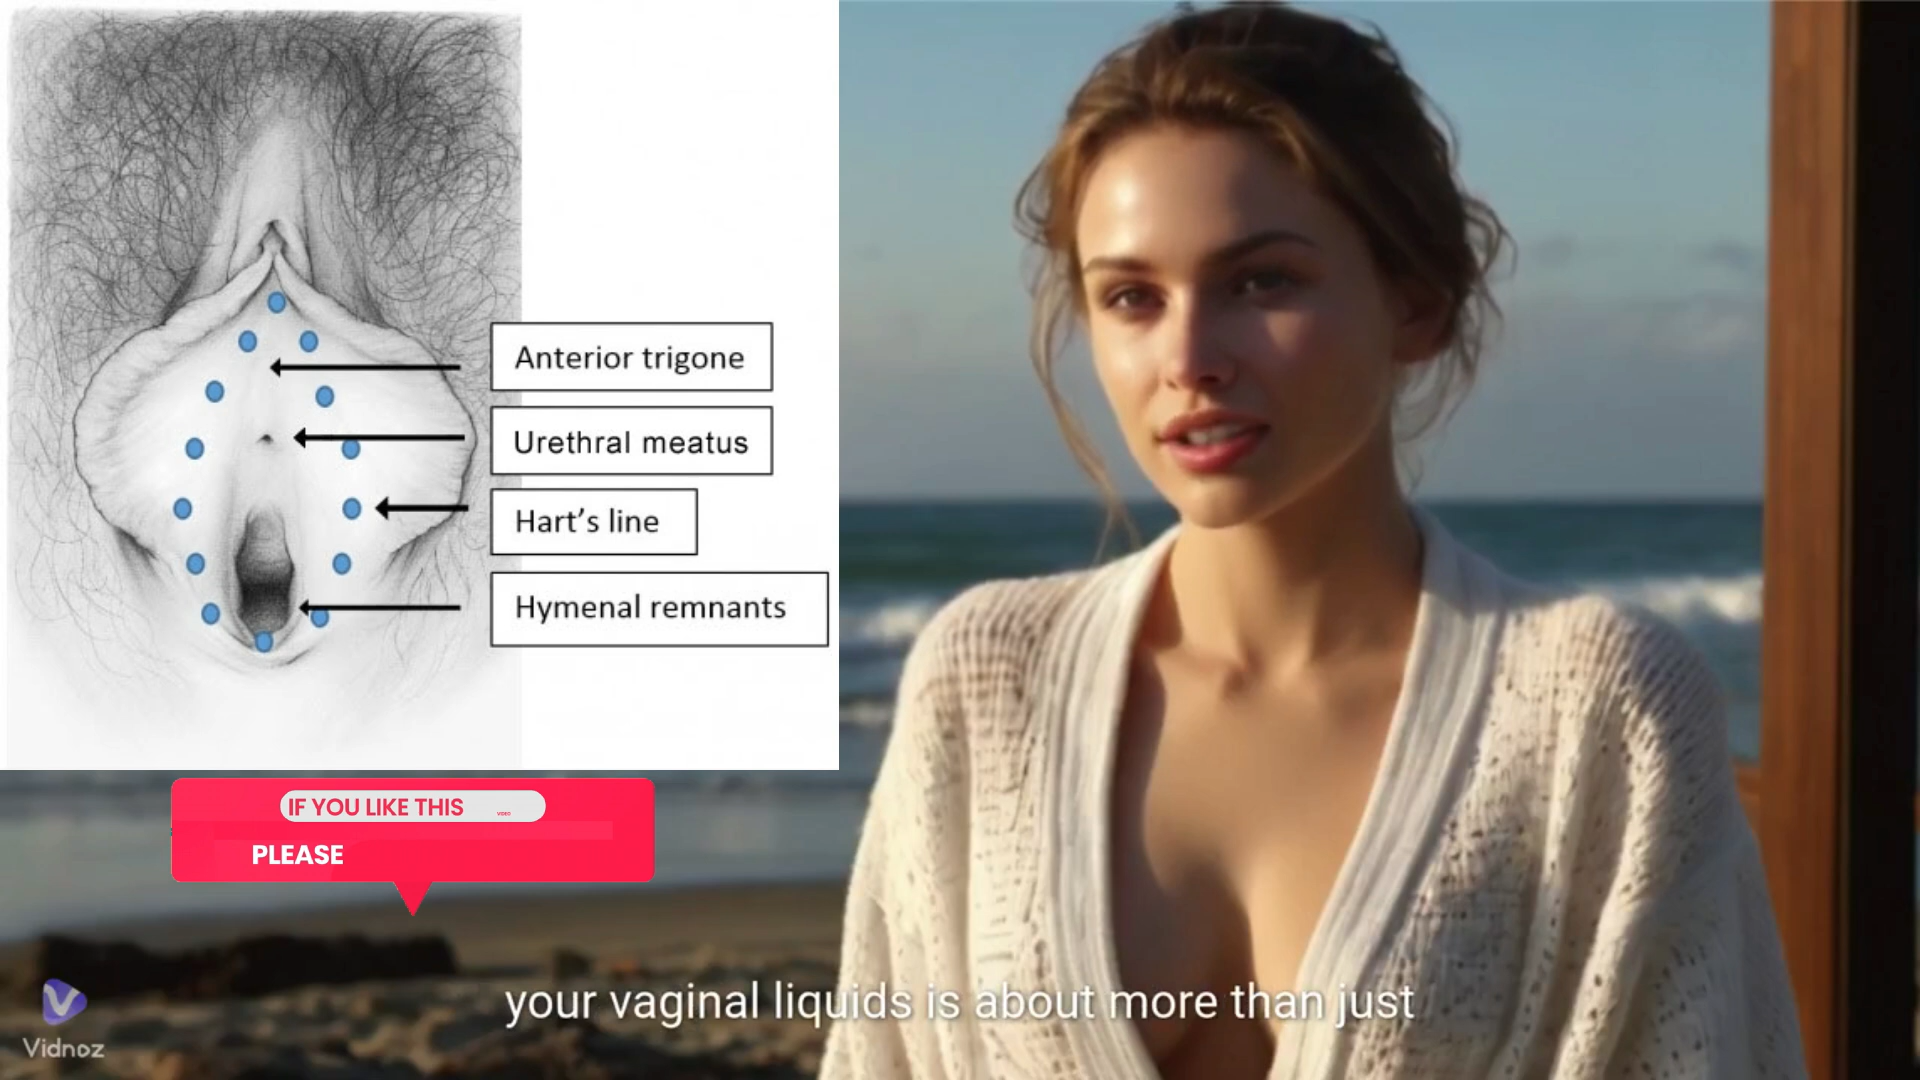 Anterior trigone
Urethral meatus
Hart's line
Hymenal remnants
IF YOU LIKE THIS VIDEO
PLEASE
your vaginal liquids is about more than just
Vidnoz